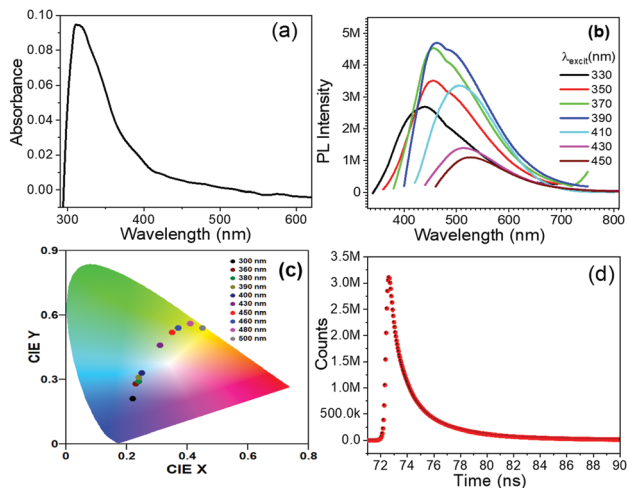 (a)
Absorbance
0.10
0.08
0.06
0.04
0.02
0.00
300 400 500 600
Wavelength (nm)
(b)
PL Intensity
5M
4M
3M
2M
1M
0
400 500 600 700 800
Wavelength (nm)
λexcit(nm)
330
350
370
390
410
430
450
(c)
CIE Y
0.9
0.6
0.3
0.0
0.0 0.2 0.4 0.6 0.8
CIE X
300 nm
360 nm
380 nm
390 nm
400 nm
430 nm
450 nm
460 nm
480 nm
500 nm
(d)
Counts
3.5M
3.0M
2.5M
2.0M
1.5M
1.0M
500.0k
0.0
72 74 76 78 80 82 84 86 88 90
Time (ns)